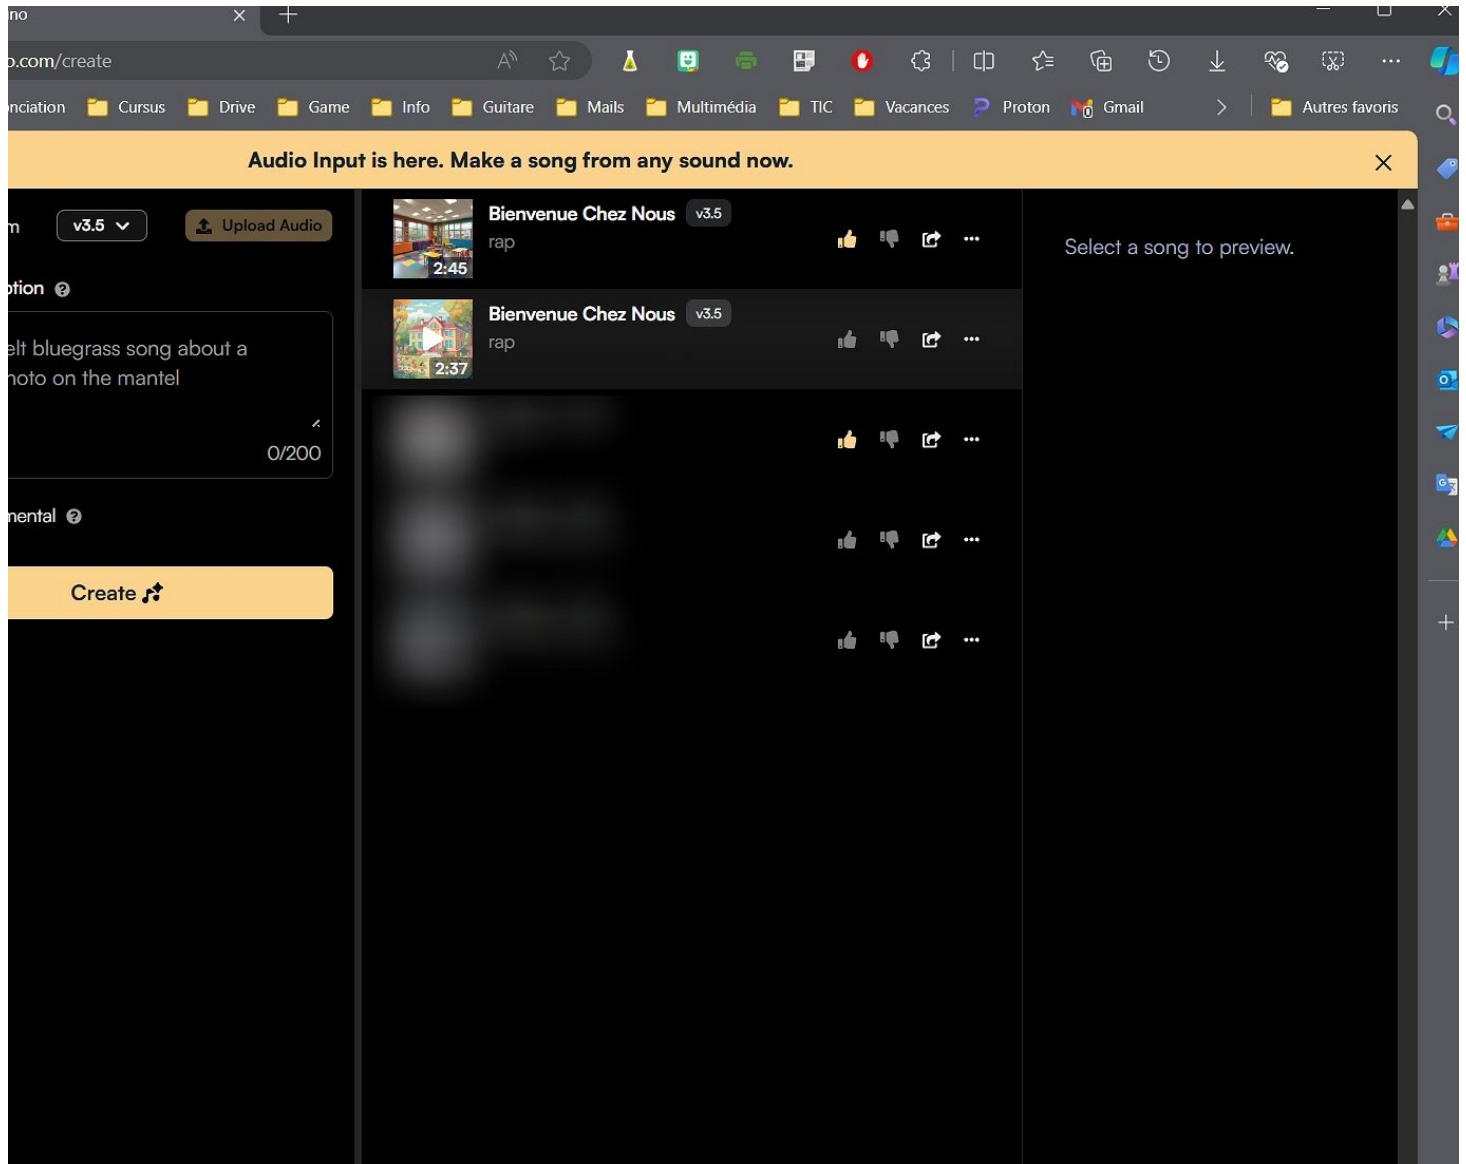 no
o.com/create
nciation Cursus Drive Game Info Guitare Mails Multimédia TIC Vacances Proton Gmail Autres favoris
Audio Input is here. Make a song from any sound now.
m v3.5 Upload Audio
ption
elt bluegrass song about a
hoto on the mantel
0/200
mental
Create
Bienvenue Chez Nous v3.5
rap
2:45
Bienvenue Chez Nous v3.5
rap
2:37
Select a song to preview.